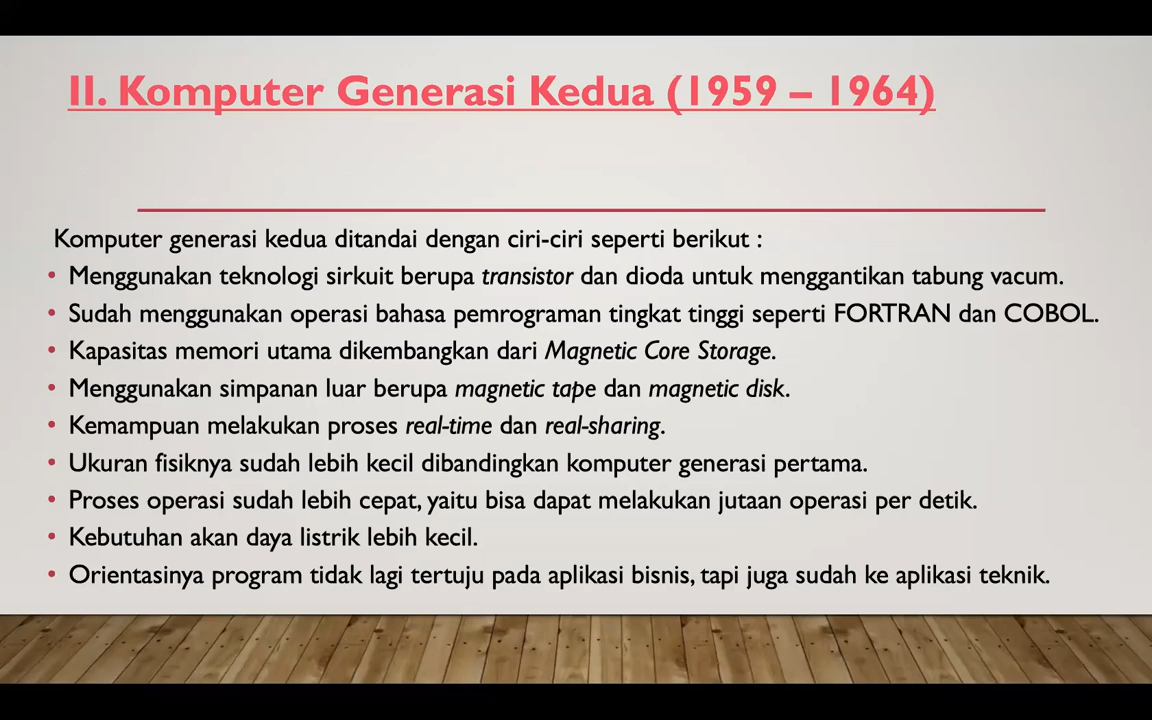 II. Komputer Generasi Kedua (1959 – 1964)
Komputer generasi kedua ditandai dengan ciri-ciri seperti berikut :
• Menggunakan teknologi sirkuit berupa transistor dan dioda untuk menggantikan tabung vacum.
• Sudah menggunakan operasi bahasa pemrograman tingkat tinggi seperti FORTRAN dan COBOL.
• Kapasitas memori utama dikembangkan dari Magnetic Core Storage.
• Menggunakan simpanan luar berupa magnetic tape dan magnetic disk.
• Kemampuan melakukan proses real-time dan real-sharing.
• Ukuran fisiknya sudah lebih kecil dibandingkan komputer generasi pertama.
• Proses operasi sudah lebih cepat, yaitu bisa dapat melakukan jutaan operasi per detik.
• Kebutuhan akan daya listrik lebih kecil.
• Orientasinya program tidak lagi tertuju pada aplikasi bisnis, tapi juga sudah ke aplikasi teknik.